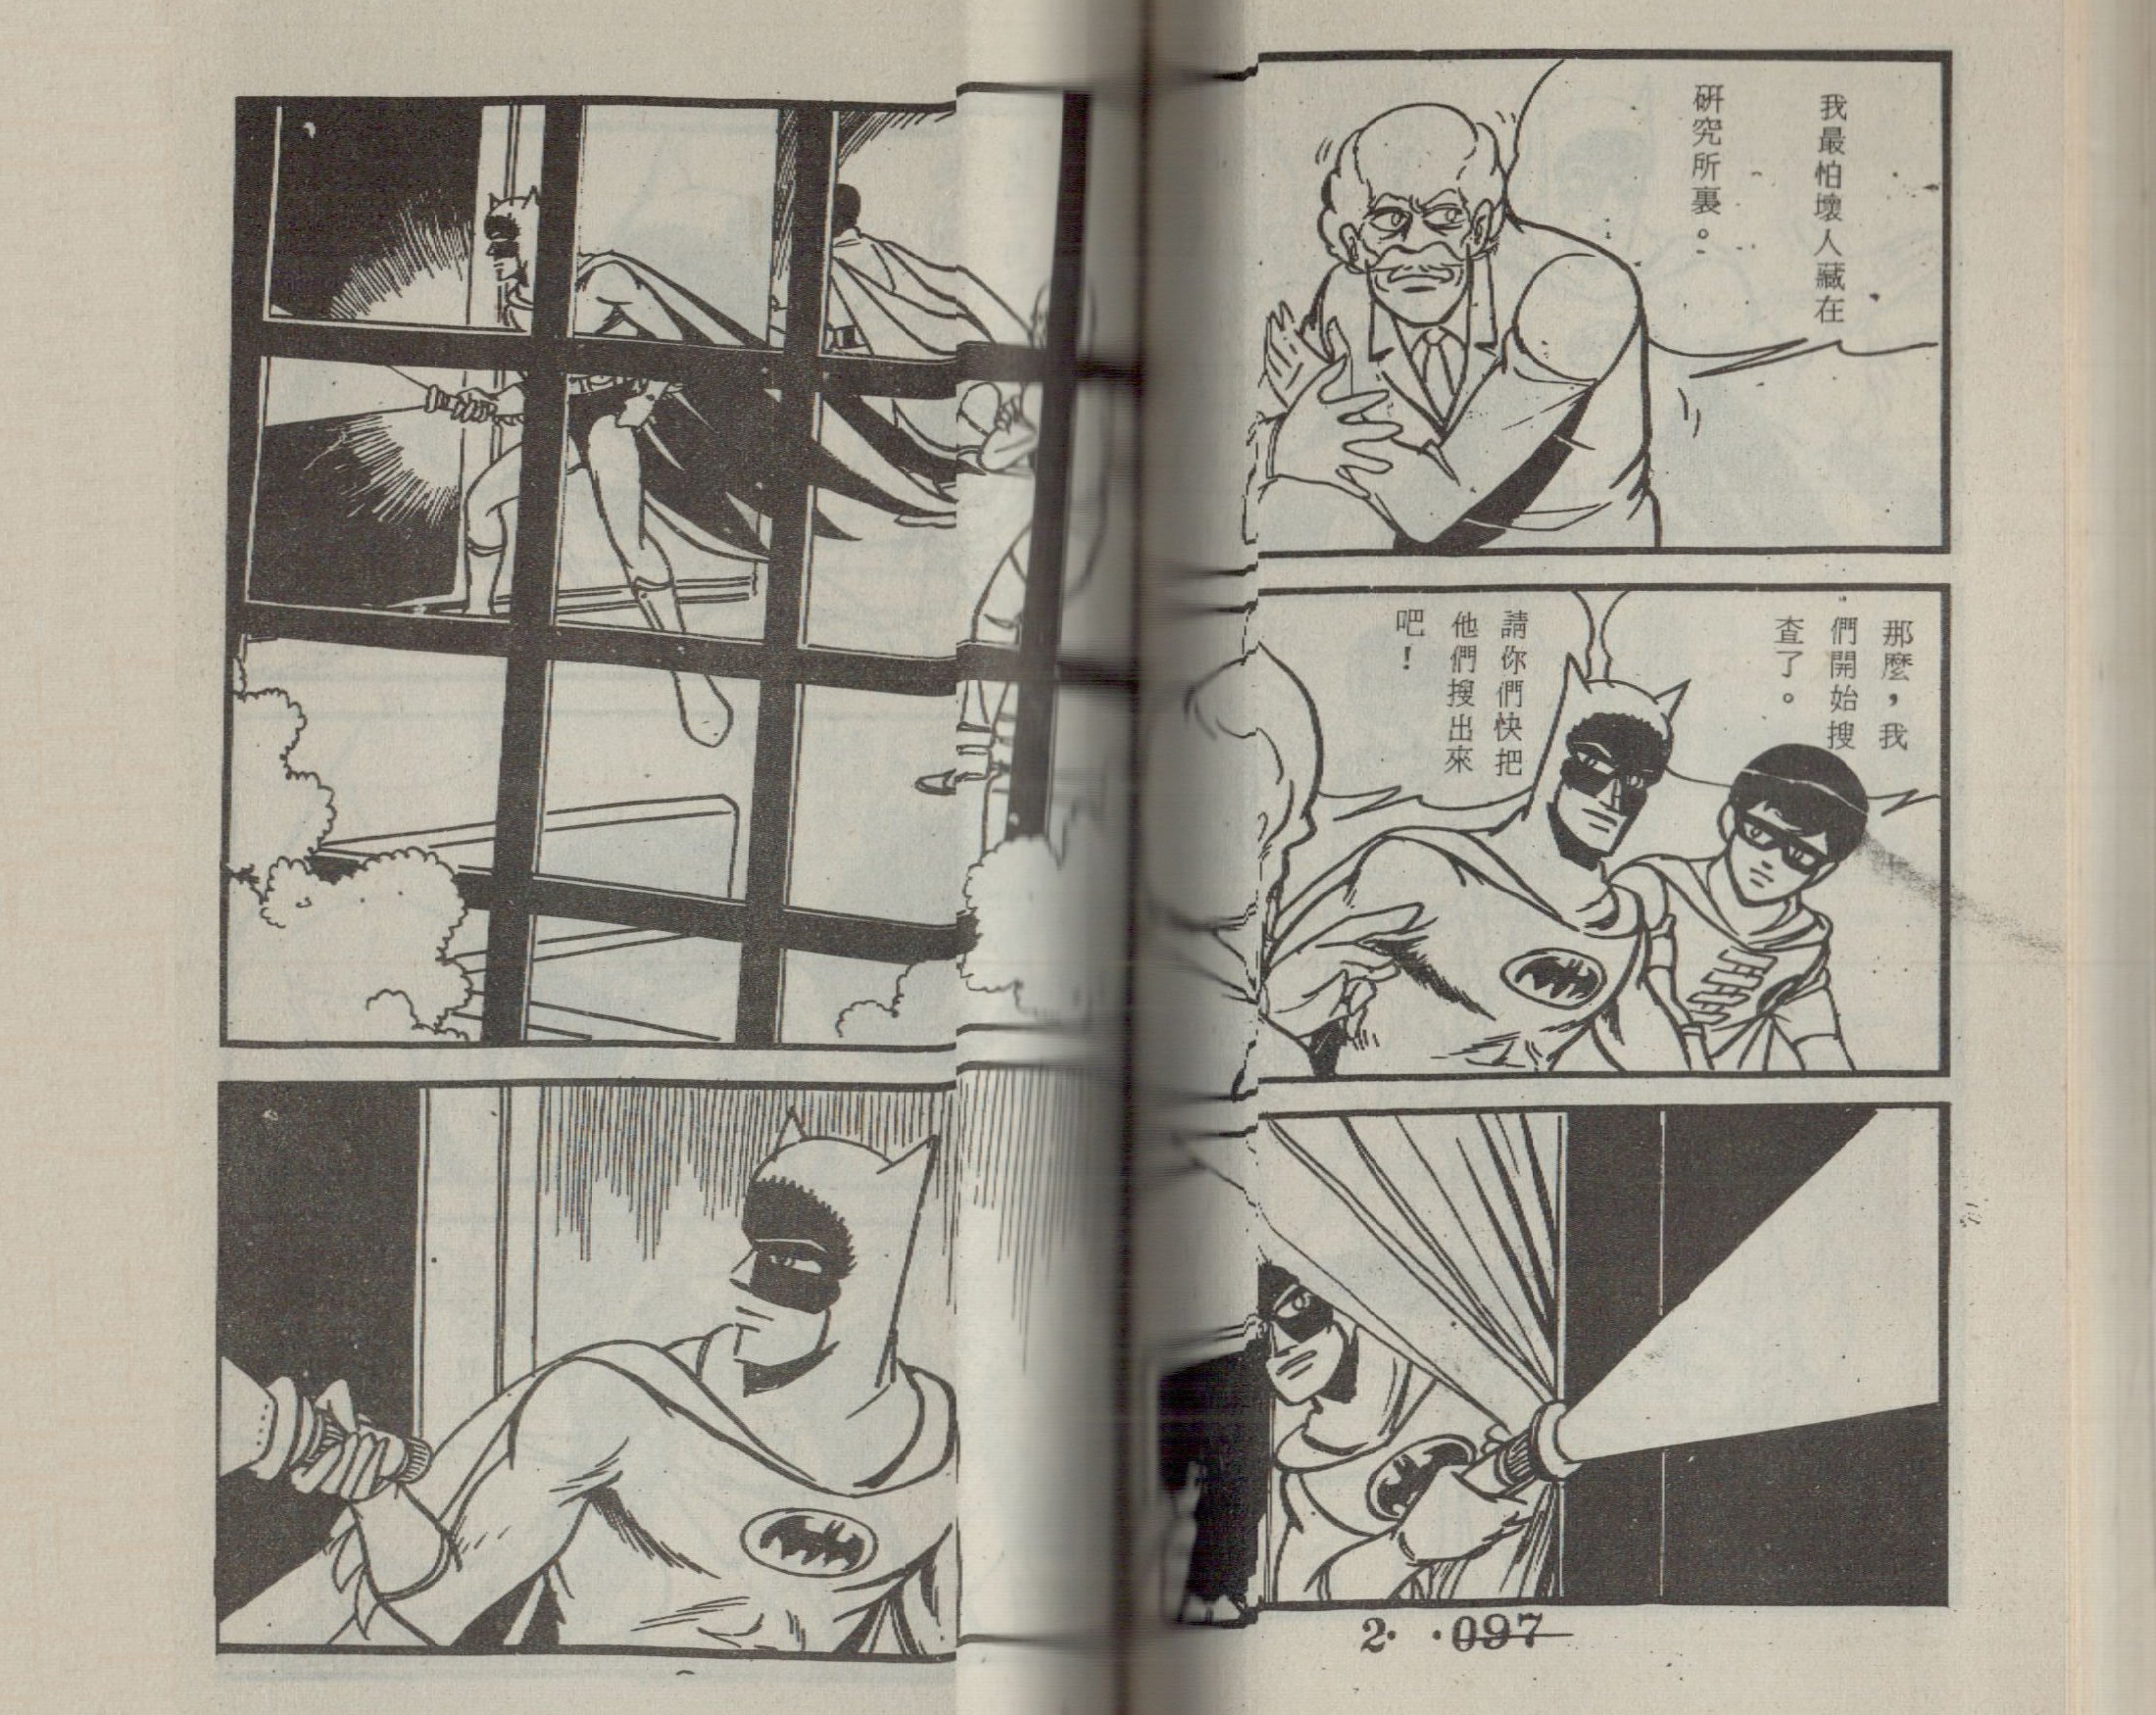 我最怕壞人藏在
研究所裏。
那麼，我
們開始搜
查了。
請你們快把
他們搜出來
吧！
2· ·097